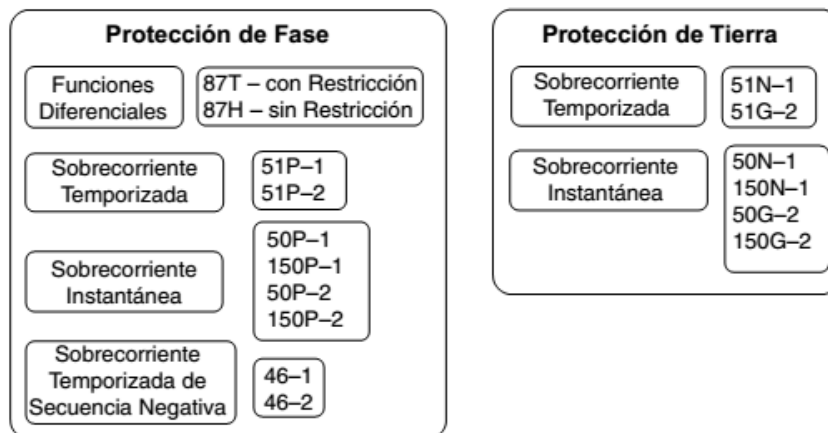 Protección de Fase
Funciones
Diferenciales
87T – con Restricción
87H – sin Restricción
Sobrecorriente
Temporizada
51P–1
51P–2
Sobrecorriente
Instantánea
50P–1
150P–1
50P–2
150P–2
Sobrecorriente
Temporizada de
Secuencia Negativa
46–1
46–2
Protección de Tierra
Sobrecorriente
Temporizada
51N–1
51G–2
Sobrecorriente
Instantánea
50N–1
150N–1
50G–2
150G–2